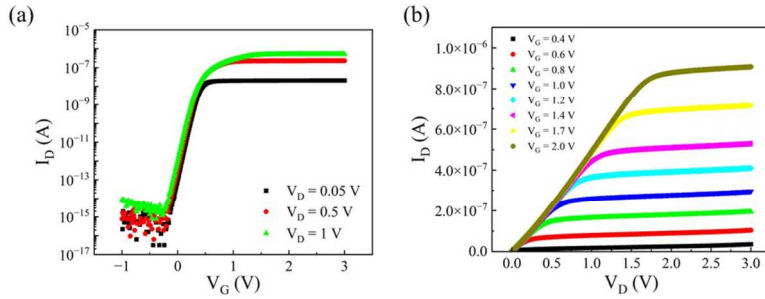 (a)
I_D (A)
10⁻⁵
10⁻⁷
10⁻⁹
10⁻¹¹
10⁻¹³
10⁻¹⁵
10⁻¹⁷
V_D = 0.05 V
V_D = 0.5 V
V_D = 1 V
−1 0 1 2 3
V_G (V)
(b)
I_D (A)
1.0×10⁻⁶
8.0×10⁻⁷
6.0×10⁻⁷
4.0×10⁻⁷
2.0×10⁻⁷
0.0
V_G = 0.4 V
V_G = 0.6 V
V_G = 0.8 V
V_G = 1.0 V
V_G = 1.2 V
V_G = 1.4 V
V_G = 1.7 V
V_G = 2.0 V
0.0 0.5 1.0 1.5 2.0 2.5 3.0
V_D (V)